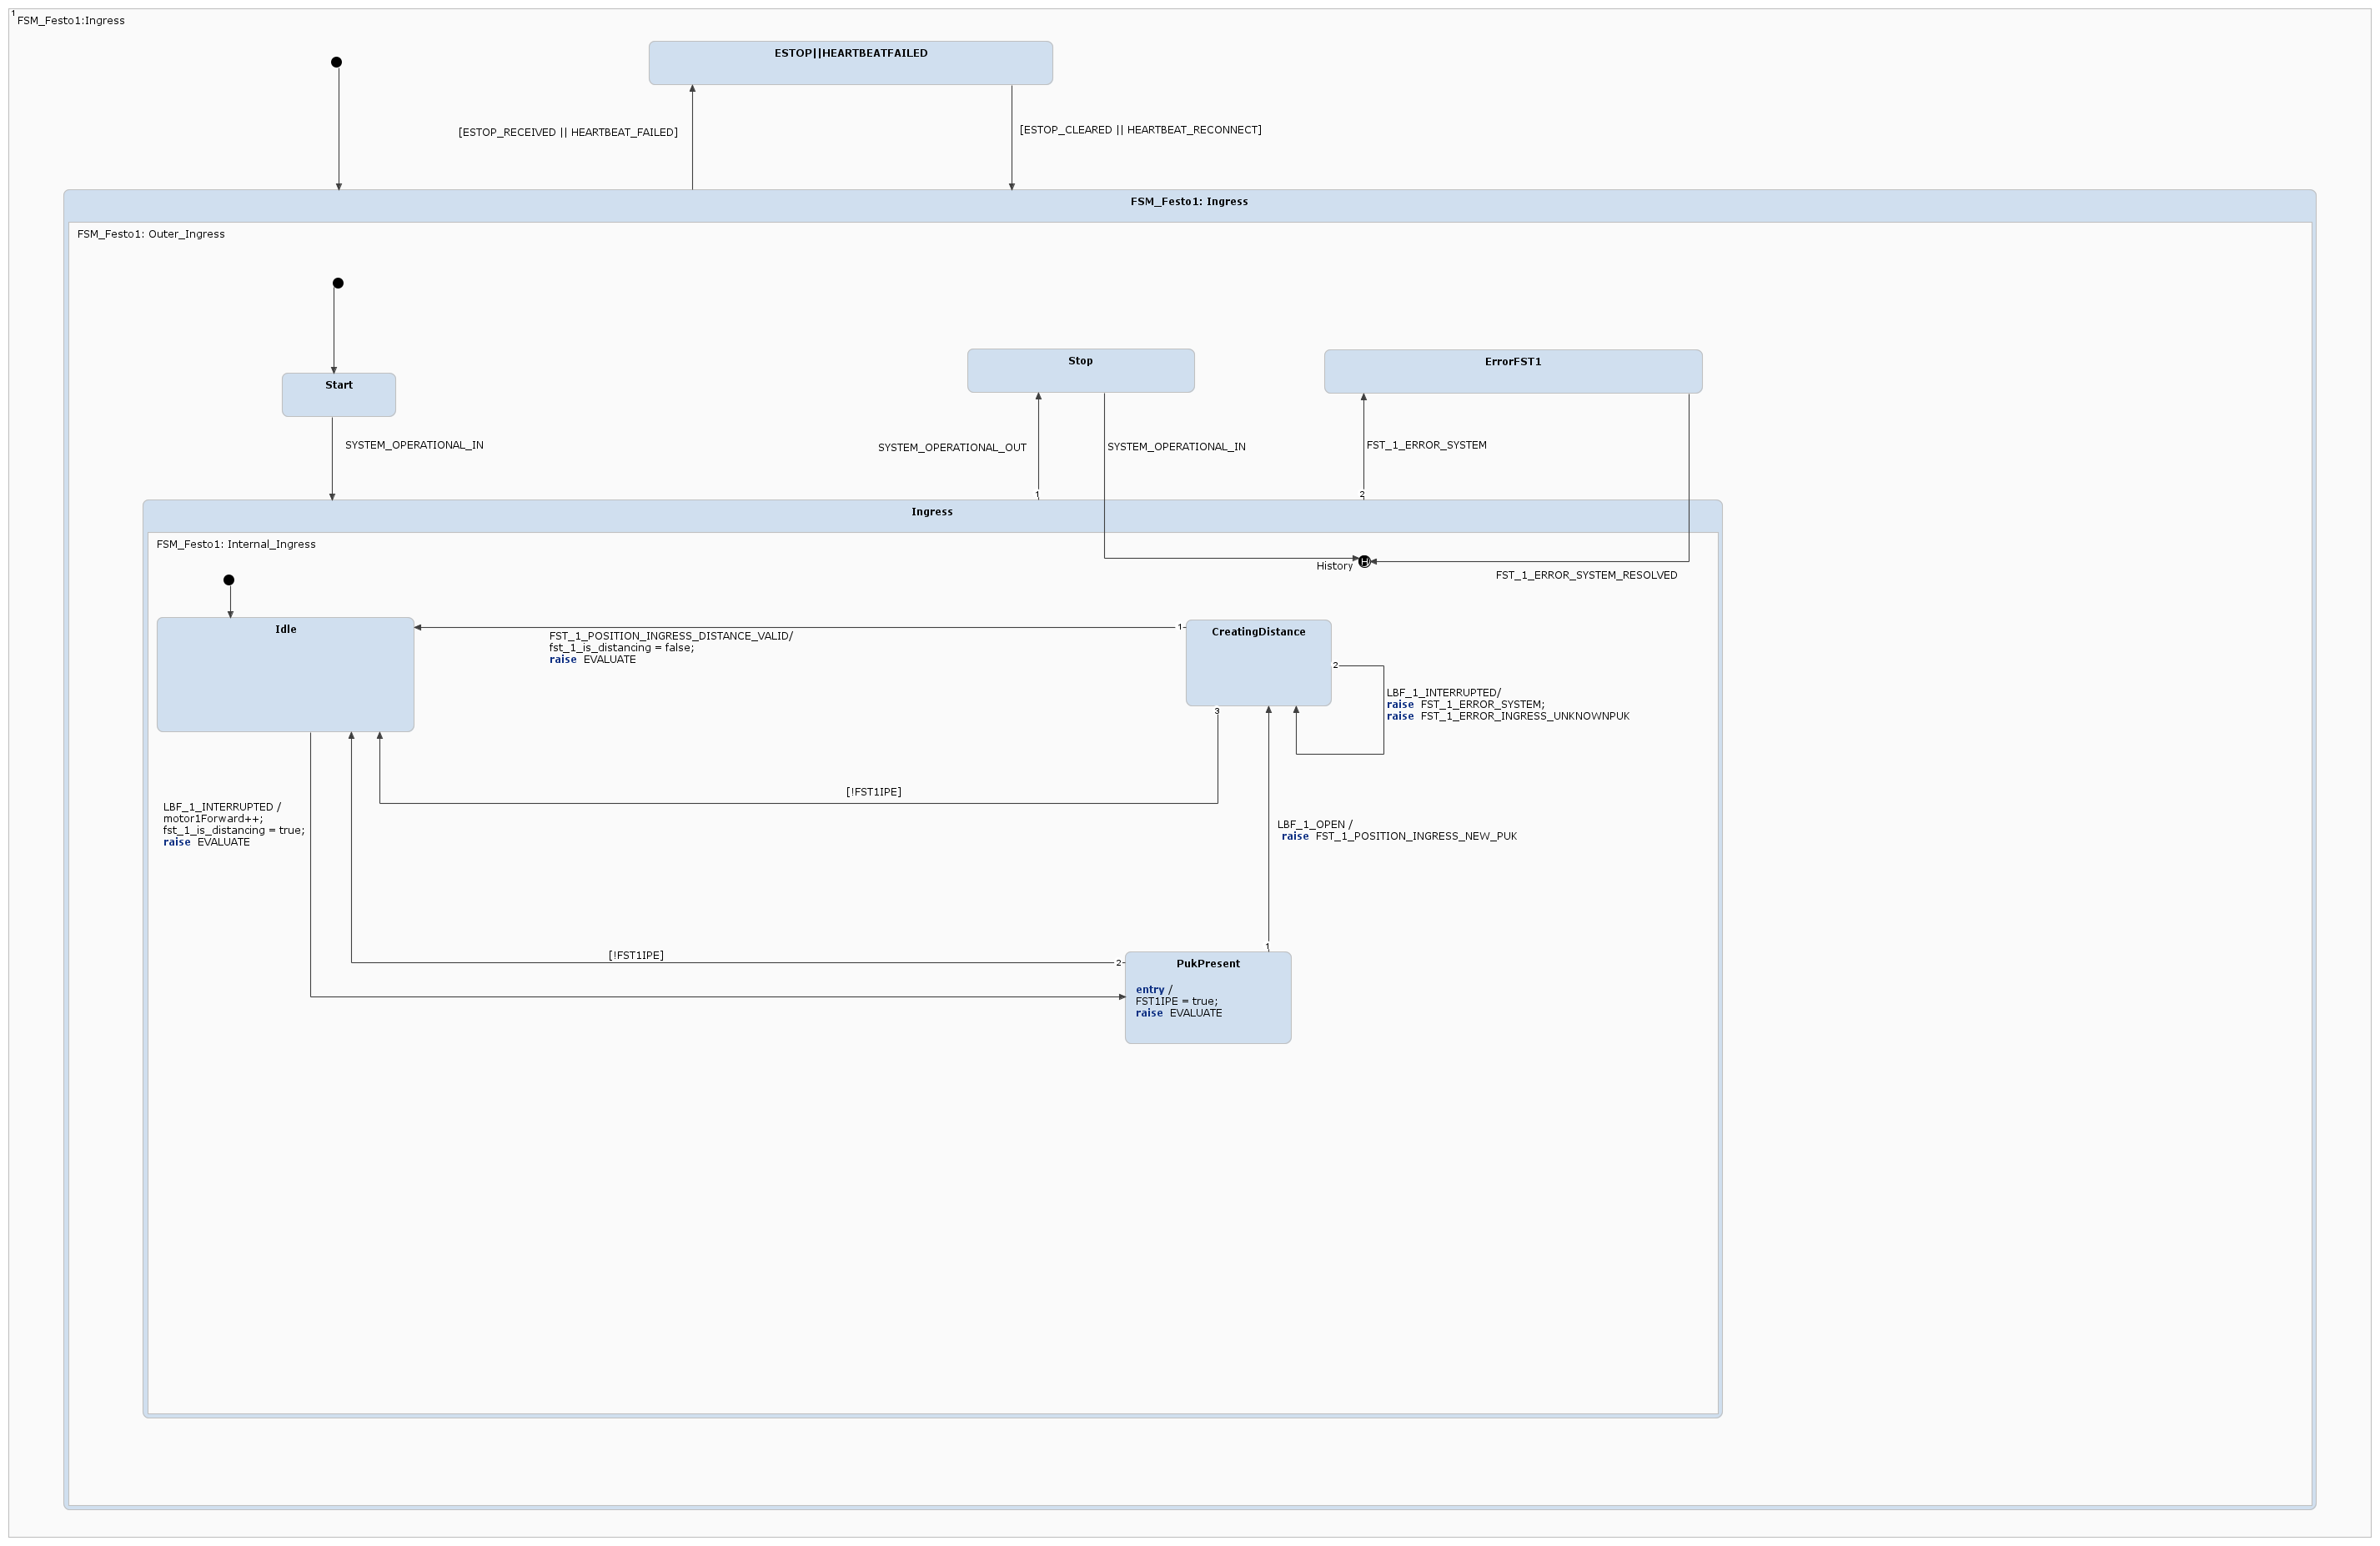 1
FSM_Festo1:Ingress
ESTOP||HEARTBEATFAILED
[ESTOP_RECEIVED || HEARTBEAT_FAILED]
[ESTOP_CLEARED || HEARTBEAT_RECONNECT]
FSM_Festo1: Ingress
FSM_Festo1: Outer_Ingress
Start
Stop
ErrorFST1
SYSTEM_OPERATIONAL_IN
SYSTEM_OPERATIONAL_OUT
SYSTEM_OPERATIONAL_IN
FST_1_ERROR_SYSTEM
1
2
Ingress
FSM_Festo1: Internal_Ingress
History
H
FST_1_ERROR_SYSTEM_RESOLVED
Idle
FST_1_POSITION_INGRESS_DISTANCE_VALID/
fst_1_is_distancing = false;
raise EVALUATE
1
CreatingDistance
2
3
LBF_1_INTERRUPTED/
raise FST_1_ERROR_SYSTEM;
raise FST_1_ERROR_INGRESS_UNKNOWNPUK
[!FST1IPE]
LBF_1_INTERRUPTED /
motor1Forward++;
fst_1_is_distancing = true;
raise EVALUATE
LBF_1_OPEN /
raise FST_1_POSITION_INGRESS_NEW_PUK
1
[!FST1IPE]
2
PukPresent
entry /
FST1IPE = true;
raise EVALUATE